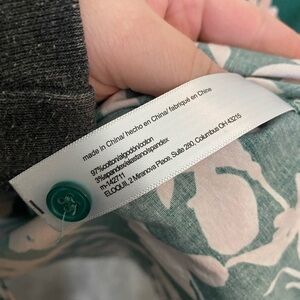 made in China/ hecho en China/ fabriqué en Chine
97%cotton/algodón/coton
3%spandex/elastano/spandex
m-142711
ELOQUII, 2 Miranova Place, Suite 280, Columbus OH 43215